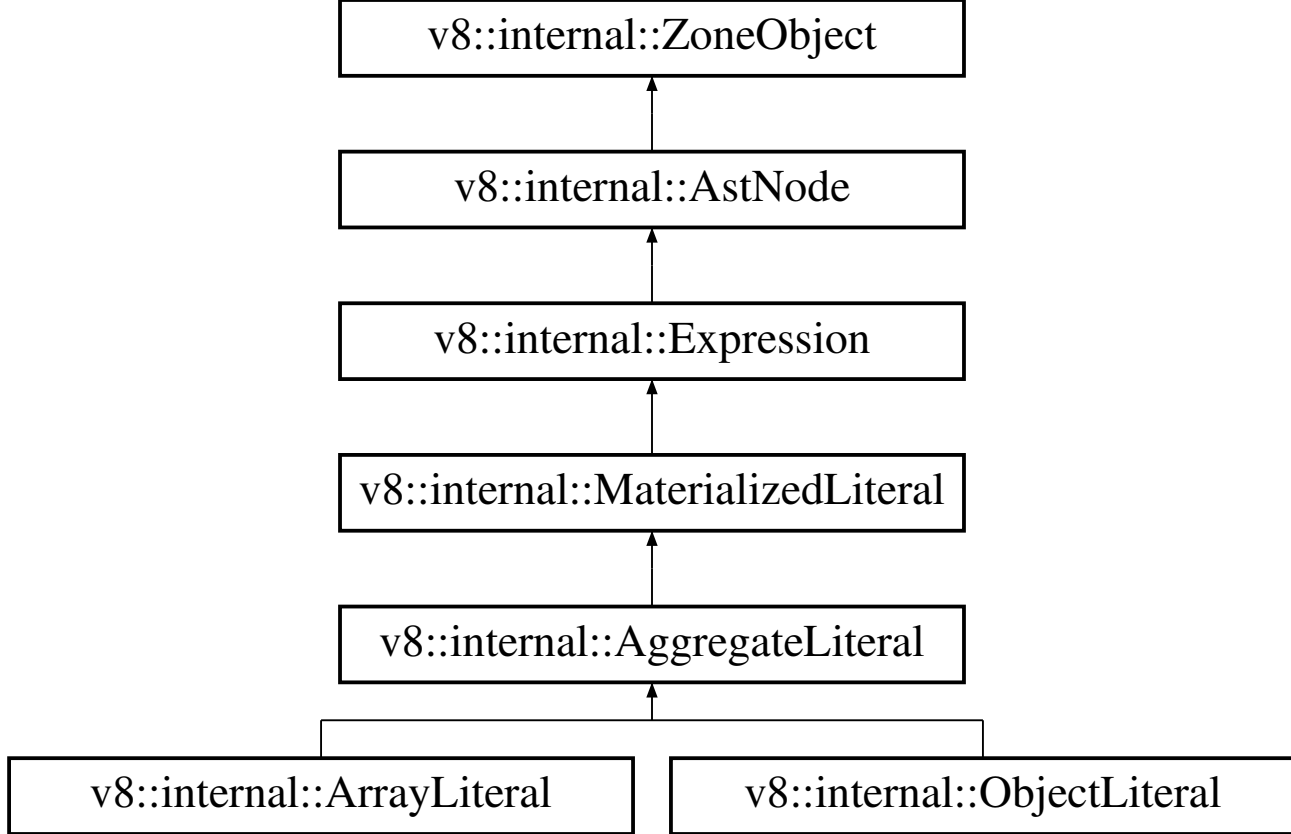 v8::internal::ZoneObject
v8::internal::AstNode
v8::internal::Expression
v8::internal::MaterializedLiteral
v8::internal::AggregateLiteral
v8::internal::ArrayLiteral
v8::internal::ObjectLiteral